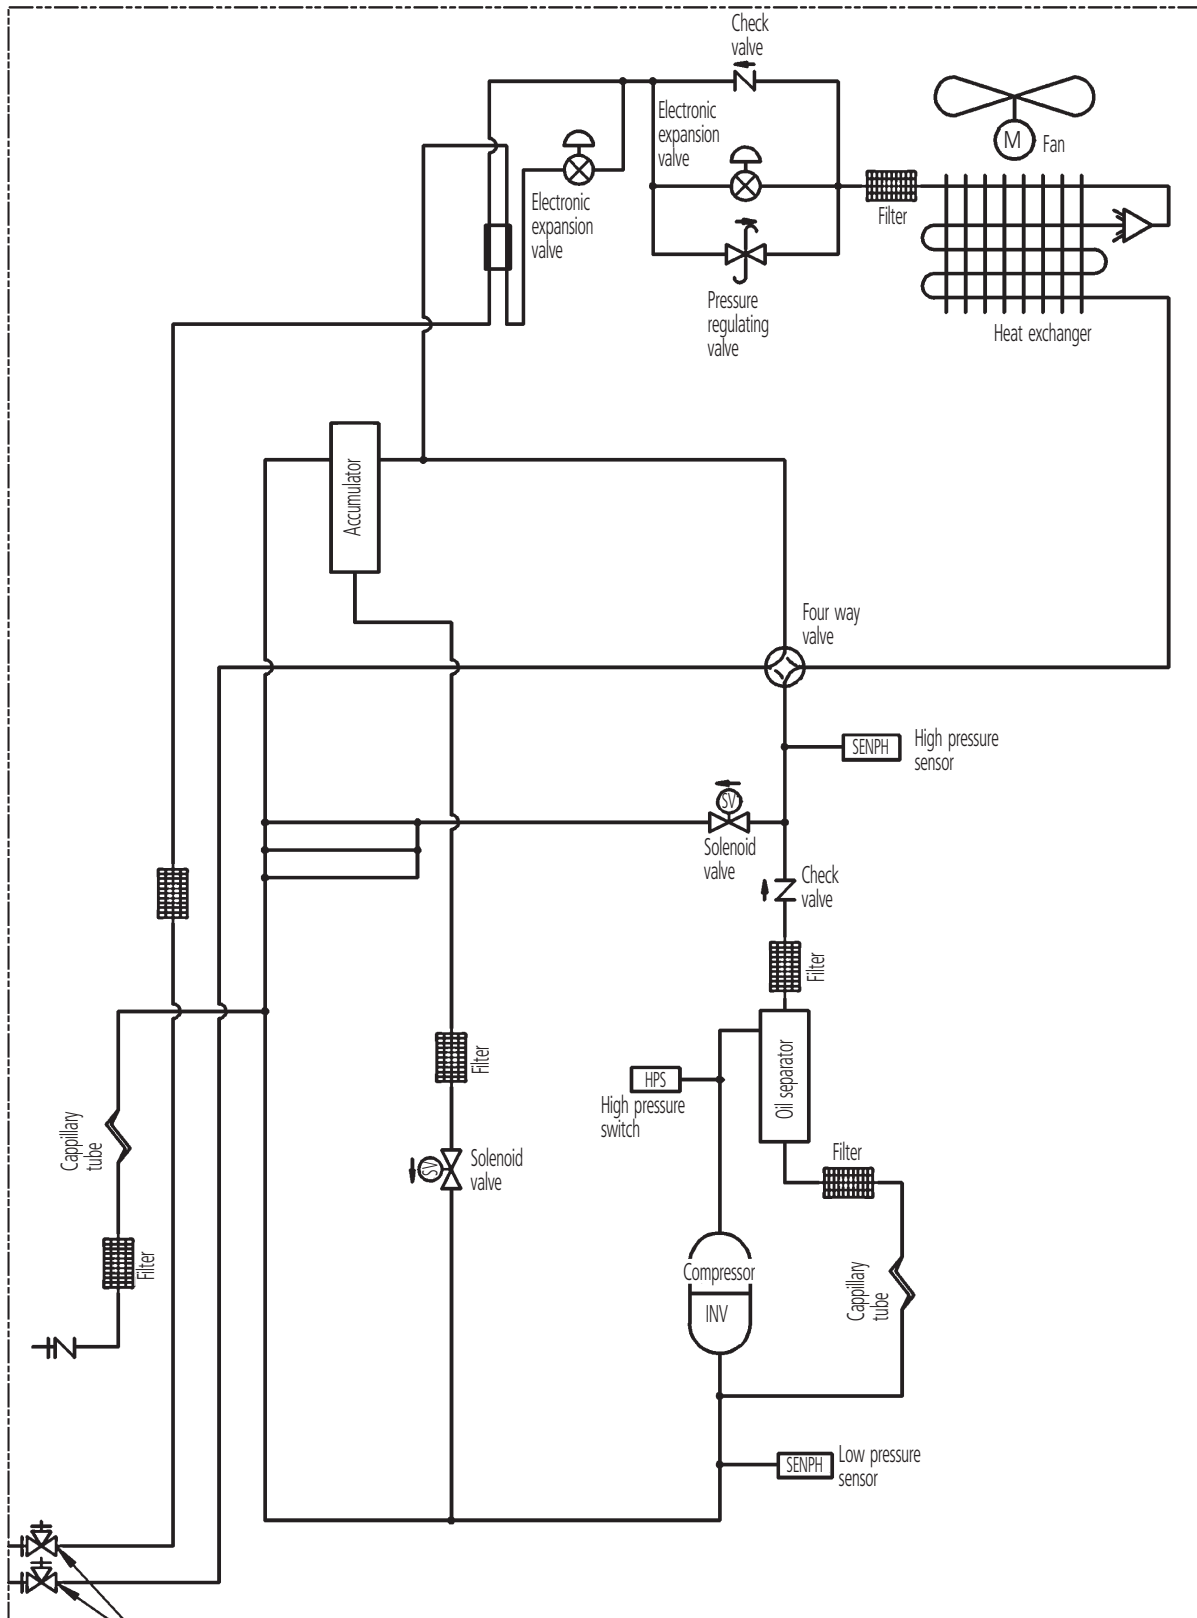 Check
valve
Electronic
expansion
valve
M
Fan
Electronic
expansion
valve
Filter
Pressure
regulating
valve
Heat exchanger
Accumulator
Four way
valve
SENPH
High pressure
sensor
SV
Solenoid
valve
Check
valve
Filter
Filter
HPS
High pressure
switch
Oil separator
Cappillary
tube
SV
Solenoid
valve
Filter
Filter
Compressor
INV
Cappillary
tube
SENPH
Low pressure
sensor